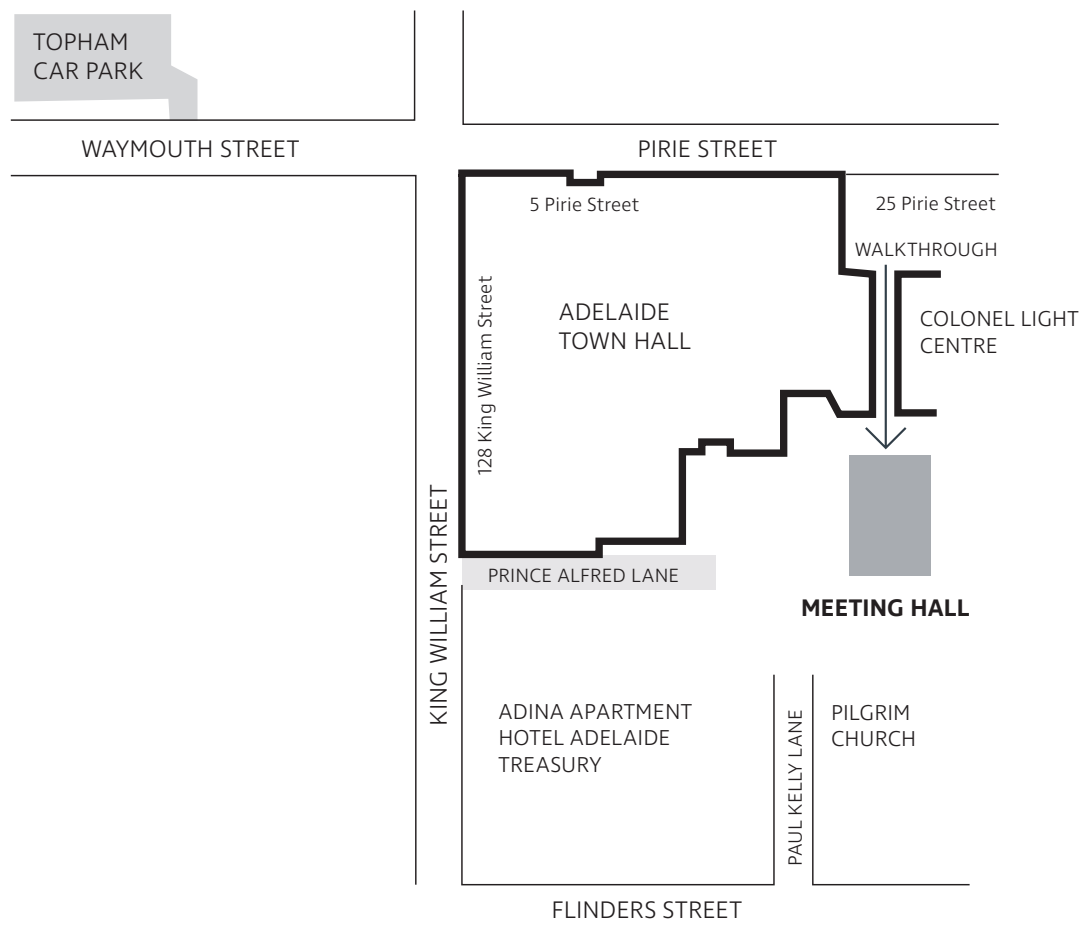 TOPHAM
CAR PARK
WAYMOUTH STREET
PIRIE STREET
5 Pirie Street
25 Pirie Street
WALKTHROUGH
128 King William Street
ADELAIDE
TOWN HALL
COLONEL LIGHT
CENTRE
KING WILLIAM STREET
PRINCE ALFRED LANE
MEETING HALL
ADINA APARTMENT
HOTEL ADELAIDE
TREASURY
PAUL KELLY LANE
PILGRIM
CHURCH
FLINDERS STREET